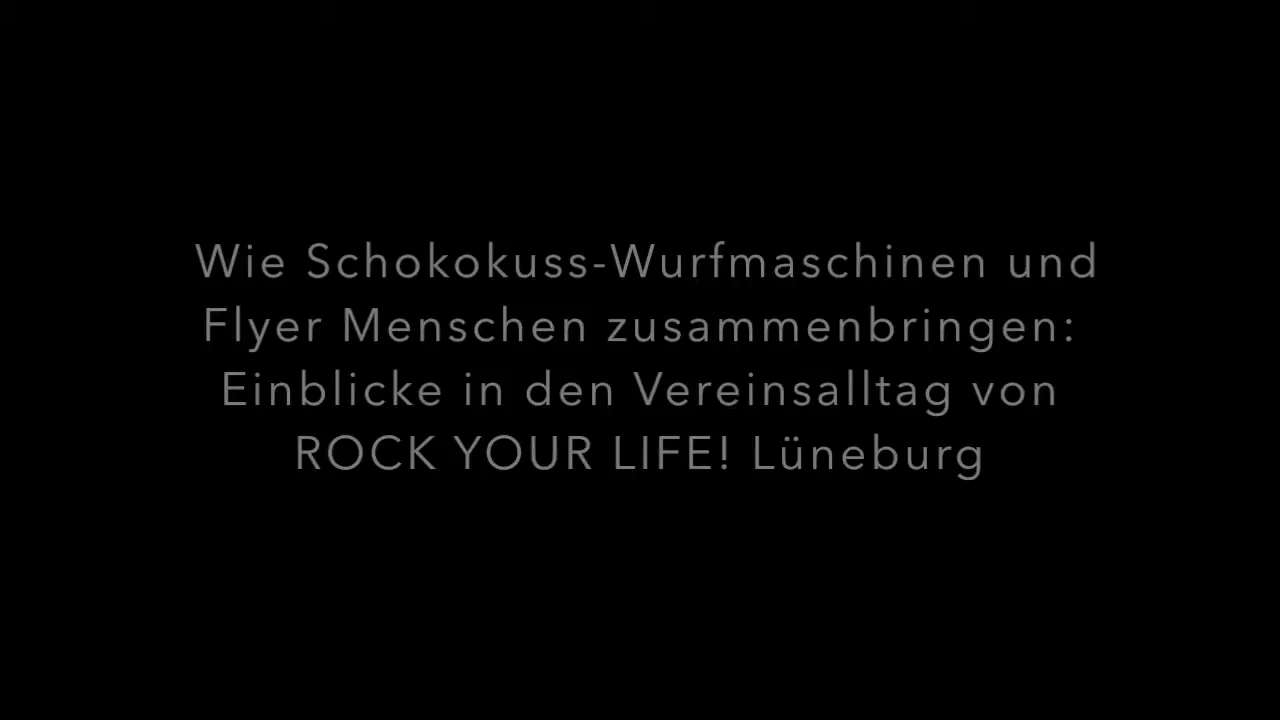 Wie Schokokuss-Wurfmaschinen und
Flyer Menschen zusammenbringen:
Einblicke in den Vereinsalltag von
ROCK YOUR LIFE! Lüneburg